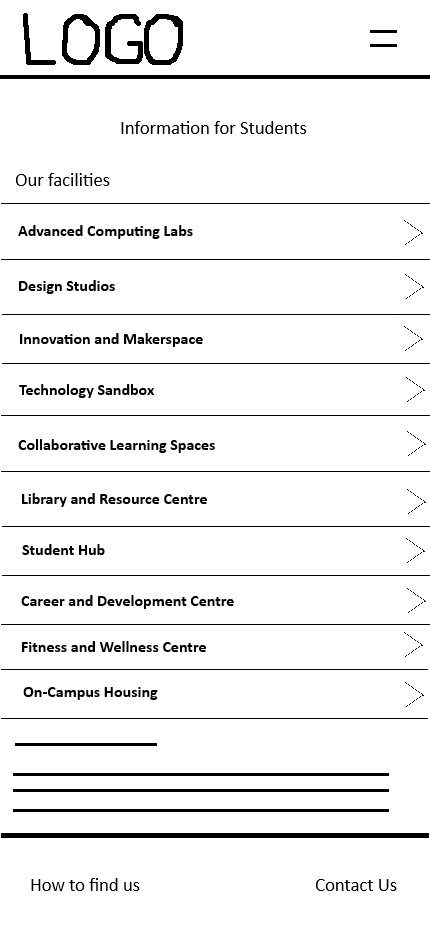 LOGO
Information for Students
Our facilities
Advanced Computing Labs
Design Studios
Innovation and Makerspace
Technology Sandbox
Collaborative Learning Spaces
Library and Resource Centre
Student Hub
Career and Development Centre
Fitness and Wellness Centre
On-Campus Housing
How to find us
Contact Us